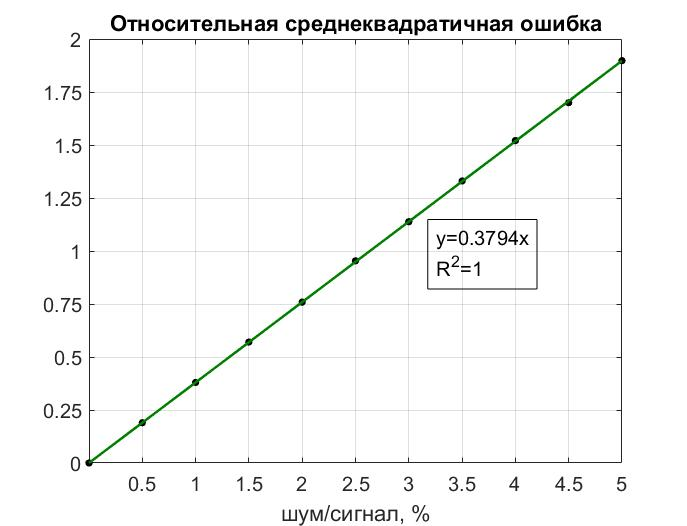 Относительная среднеквадратичная ошибка
2
1.75
1.5
1.25
1
0.75
0.5
0.25
0
y=0.3794x
R²=1
0.5 1 1.5 2 2.5 3 3.5 4 4.5 5
шум/сигнал, %